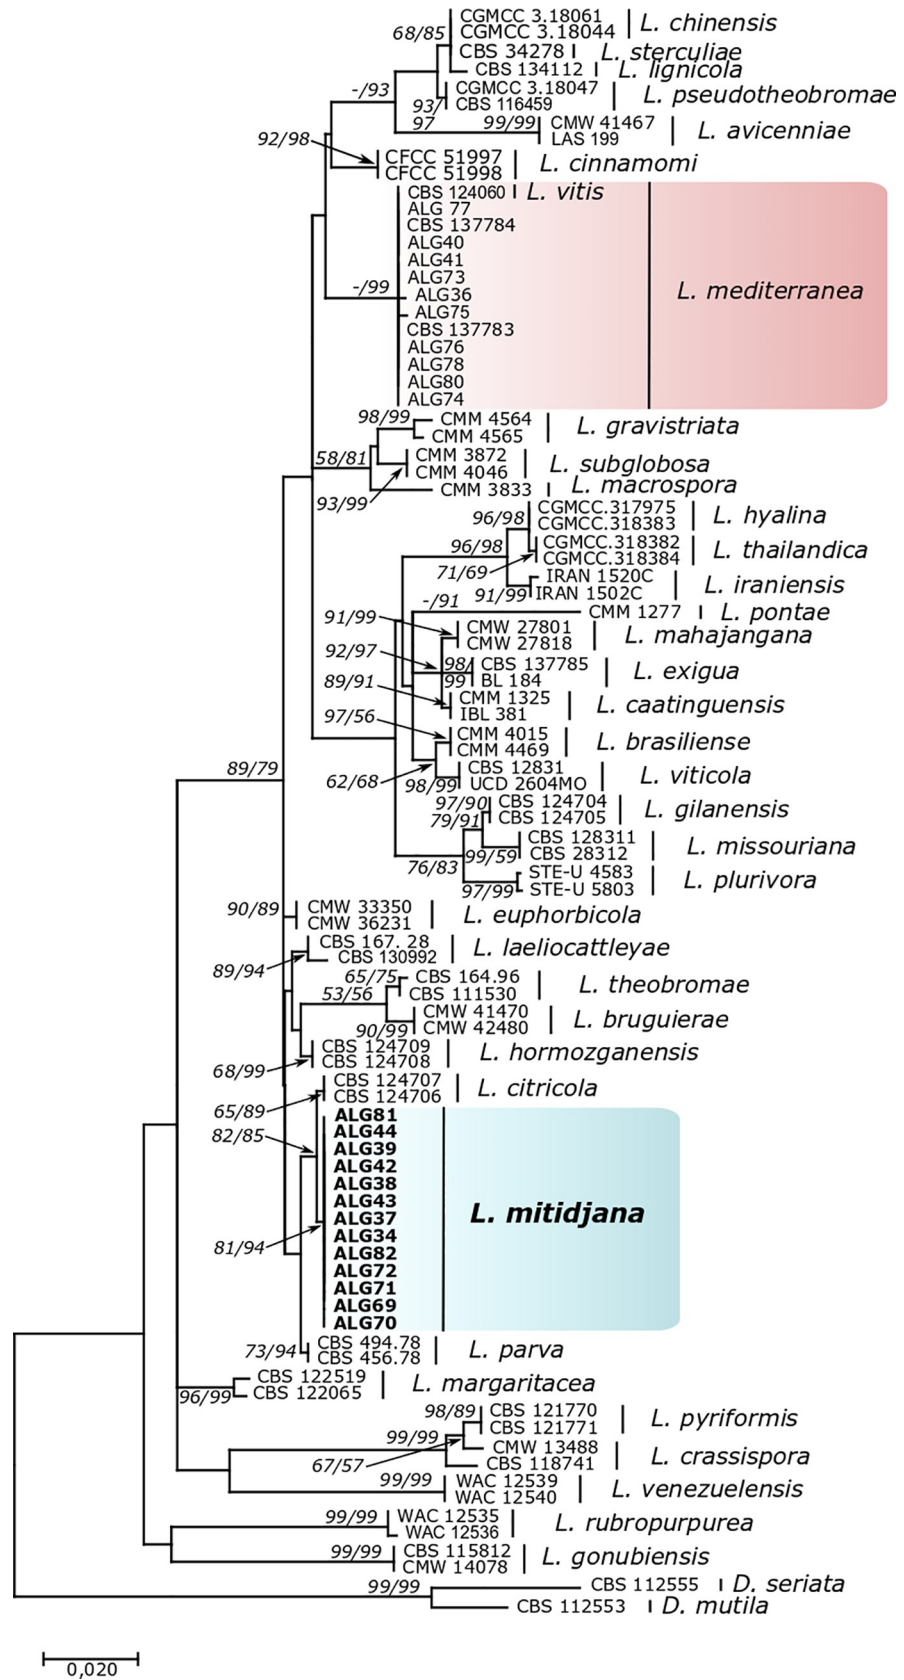 CGMCC 3.18061
CGMCC 3.18044
L. chinensis
68/85
CBS 34278
L. sterculiae
CBS 134112
L. lignicola
-/93
CGMCC 3.18047
CBS 116459
L. pseudotheobromae
93/
97
99/99
CMW 41467
LAS 199
L. avicenniae
92/98
CFCC 51997
CFCC 51998
L. cinnamomi
CBS 124060
L. vitis
ALG 77
CBS 137784
ALG40
ALG41
ALG73
-/99
ALG36
L. mediterranea
ALG75
CBS 137783
ALG76
ALG78
ALG80
ALG74
98/99
CMM 4564
CMM 4565
L. gravistriata
58/81
CMM 3872
CMM 4046
L. subglobosa
93/99
CMM 3833
L. macrospora
96/98
CGMCC.317975
CGMCC.318383
L. hyalina
96/98
CGMCC.318382
CGMCC.318384
L. thailandica
71/69
IRAN 1520C
IRAN 1502C
L. iraniensis
91/99
-/91
CMM 1277
L. pontae
91/99
CMW 27801
CMW 27818
L. mahajangana
92/97
98/
99
CBS 137785
BL 184
L. exigua
89/91
CMM 1325
IBL 381
L. caatinguensis
97/56
CMM 4015
CMM 4469
L. brasiliense
62/68
CBS 12831
UCD 2604MO
L. viticola
98/99
89/79
97/90
CBS 124704
CBS 124705
L. gilanensis
79/91
CBS 128311
CBS 28312
L. missouriana
99/59
76/83
STE-U 4583
STE-U 5803
L. plurivora
97/99
90/89
CMW 33350
CMW 36231
L. euphorbicola
CBS 167. 28
CBS 130992
L. laeliocattleyae
89/94
65/75
CBS 164.96
CBS 111530
L. theobromae
53/56
CMW 41470
CMW 42480
L. bruguierae
90/99
CBS 124709
CBS 124708
L. hormozganensis
68/99
CBS 124707
CBS 124706
L. citricola
65/89
82/85
ALG81
ALG44
ALG39
ALG42
ALG38
ALG43
ALG37
L. mitidjana
ALG34
81/94
ALG82
ALG72
ALG71
ALG69
ALG70
73/94
CBS 494.78
CBS 456.78
L. parva
CBS 122519
CBS 122065
L. margaritacea
96/99
98/89
CBS 121770
CBS 121771
L. pyriformis
99/99
CMW 13488
CBS 118741
L. crassispora
67/57
99/99
WAC 12539
WAC 12540
L. venezuelensis
99/99
WAC 12535
WAC 12536
L. rubropurpurea
99/99
CBS 115812
CMW 14078
L. gonubiensis
99/99
CBS 112555
D. seriata
CBS 112553
D. mutila
0,020